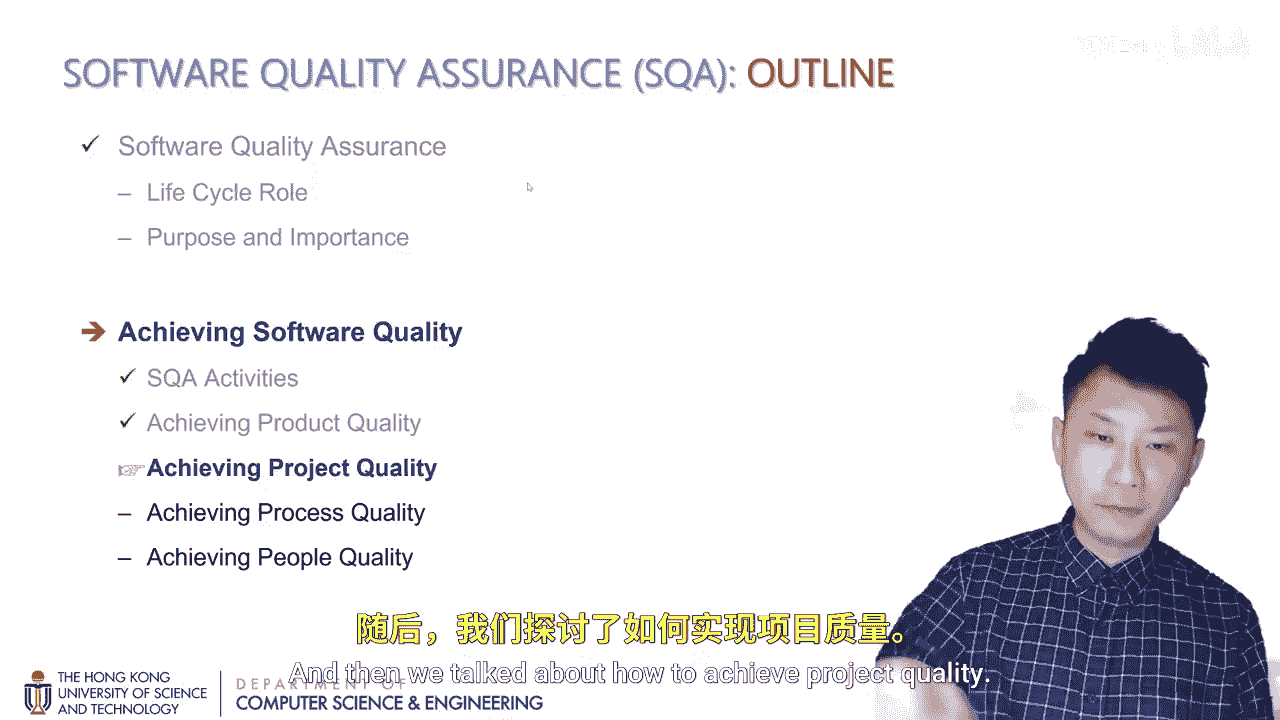 SOFTWARE QUALITY ASSURANCE (SQA): OUTLINE
✓ Software Quality Assurance
– Life Cycle Role
– Purpose and Importance
➔ Achieving Software Quality
✓ SQA Activities
✓ Achieving Product Quality
☞ Achieving Project Quality
– Achieving Process Quality
– Achieving People Quality
随后，我们探讨了如何实现项目质量。
And then we talked about how to achieve project quality.
THE HONG KONG
UNIVERSITY OF SCIENCE
AND TECHNOLOGY
DEPARTMENT OF
COMPUTER SCIENCE & ENGINEERING